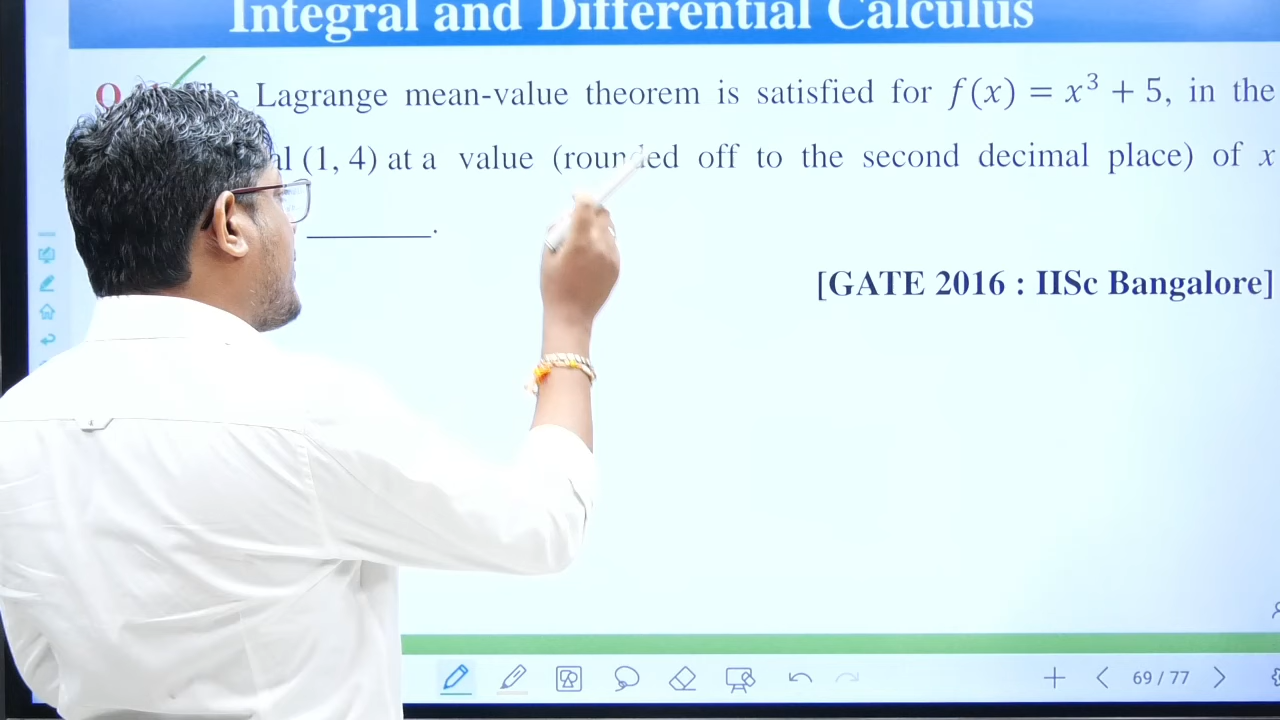 Integral and Differential Calculus
Q Lagrange mean-value theorem is satisfied for f(x) = x³ + 5, in the
(1, 4) at a value (rounded off to the second decimal place) of x
________.
[GATE 2016 : IISc Bangalore]
69 / 77